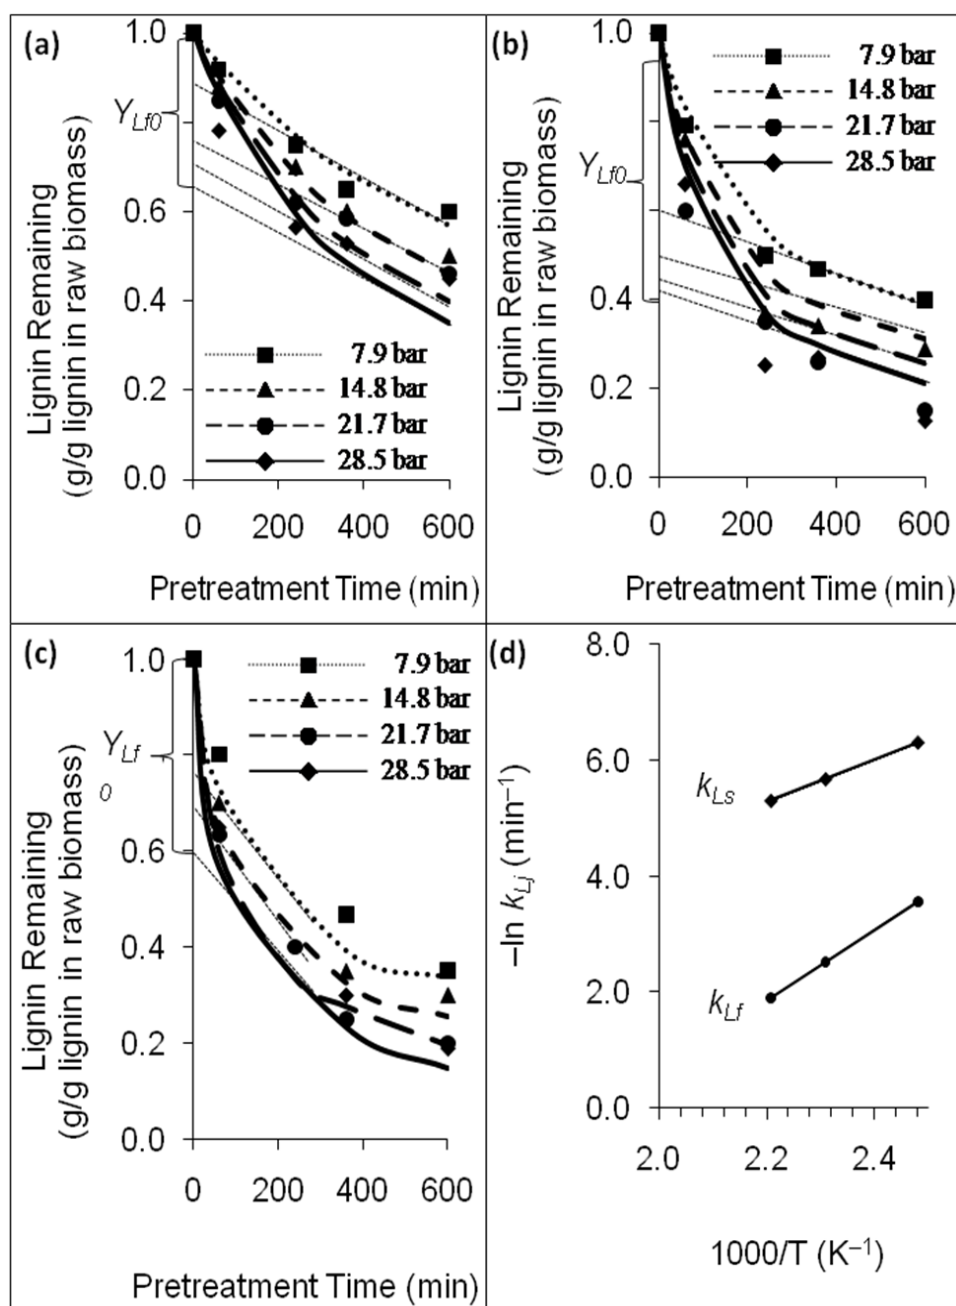 (a)
1.0
0.8
0.6
0.4
0.2
0.0
Y_Lf0
Lignin Remaining
(g/g lignin in raw biomass)
7.9 bar
14.8 bar
21.7 bar
28.5 bar
0 200 400 600
Pretreatment Time (min)
(b)
1.0
0.4
0.2
0.0
Y_Lf0
Lignin Remaining
(g/g lignin in raw biomass)
7.9 bar
14.8 bar
21.7 bar
28.5 bar
0 200 400 600
Pretreatment Time (min)
(c)
1.0
0.6
0.4
0.2
0.0
Y_Lf
0
Lignin Remaining
(g/g lignin in raw biomass)
7.9 bar
14.8 bar
21.7 bar
28.5 bar
0 200 400 600
Pretreatment Time (min)
(d)
8.0
6.0
4.0
2.0
0.0
–ln k_Lj (min⁻¹)
k_Ls
k_Lf
2.0 2.2 2.4
1000/T (K⁻¹)